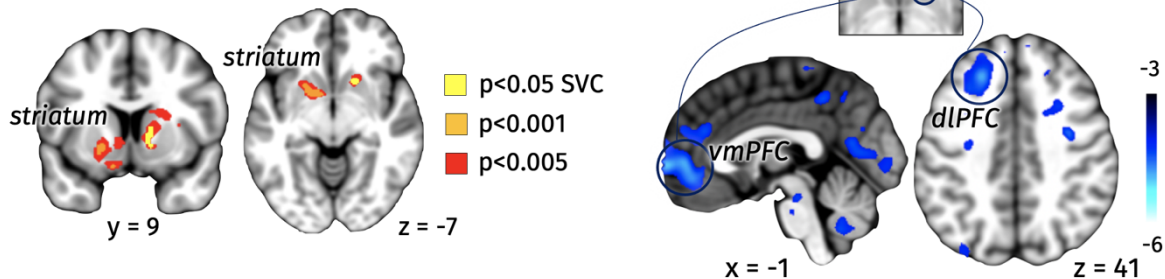 striatum
striatum
y = 9
z = -7
p<0.05 SVC
p<0.001
p<0.005
vmPFC
x = -1
dlPFC
z = 41
-3
-6